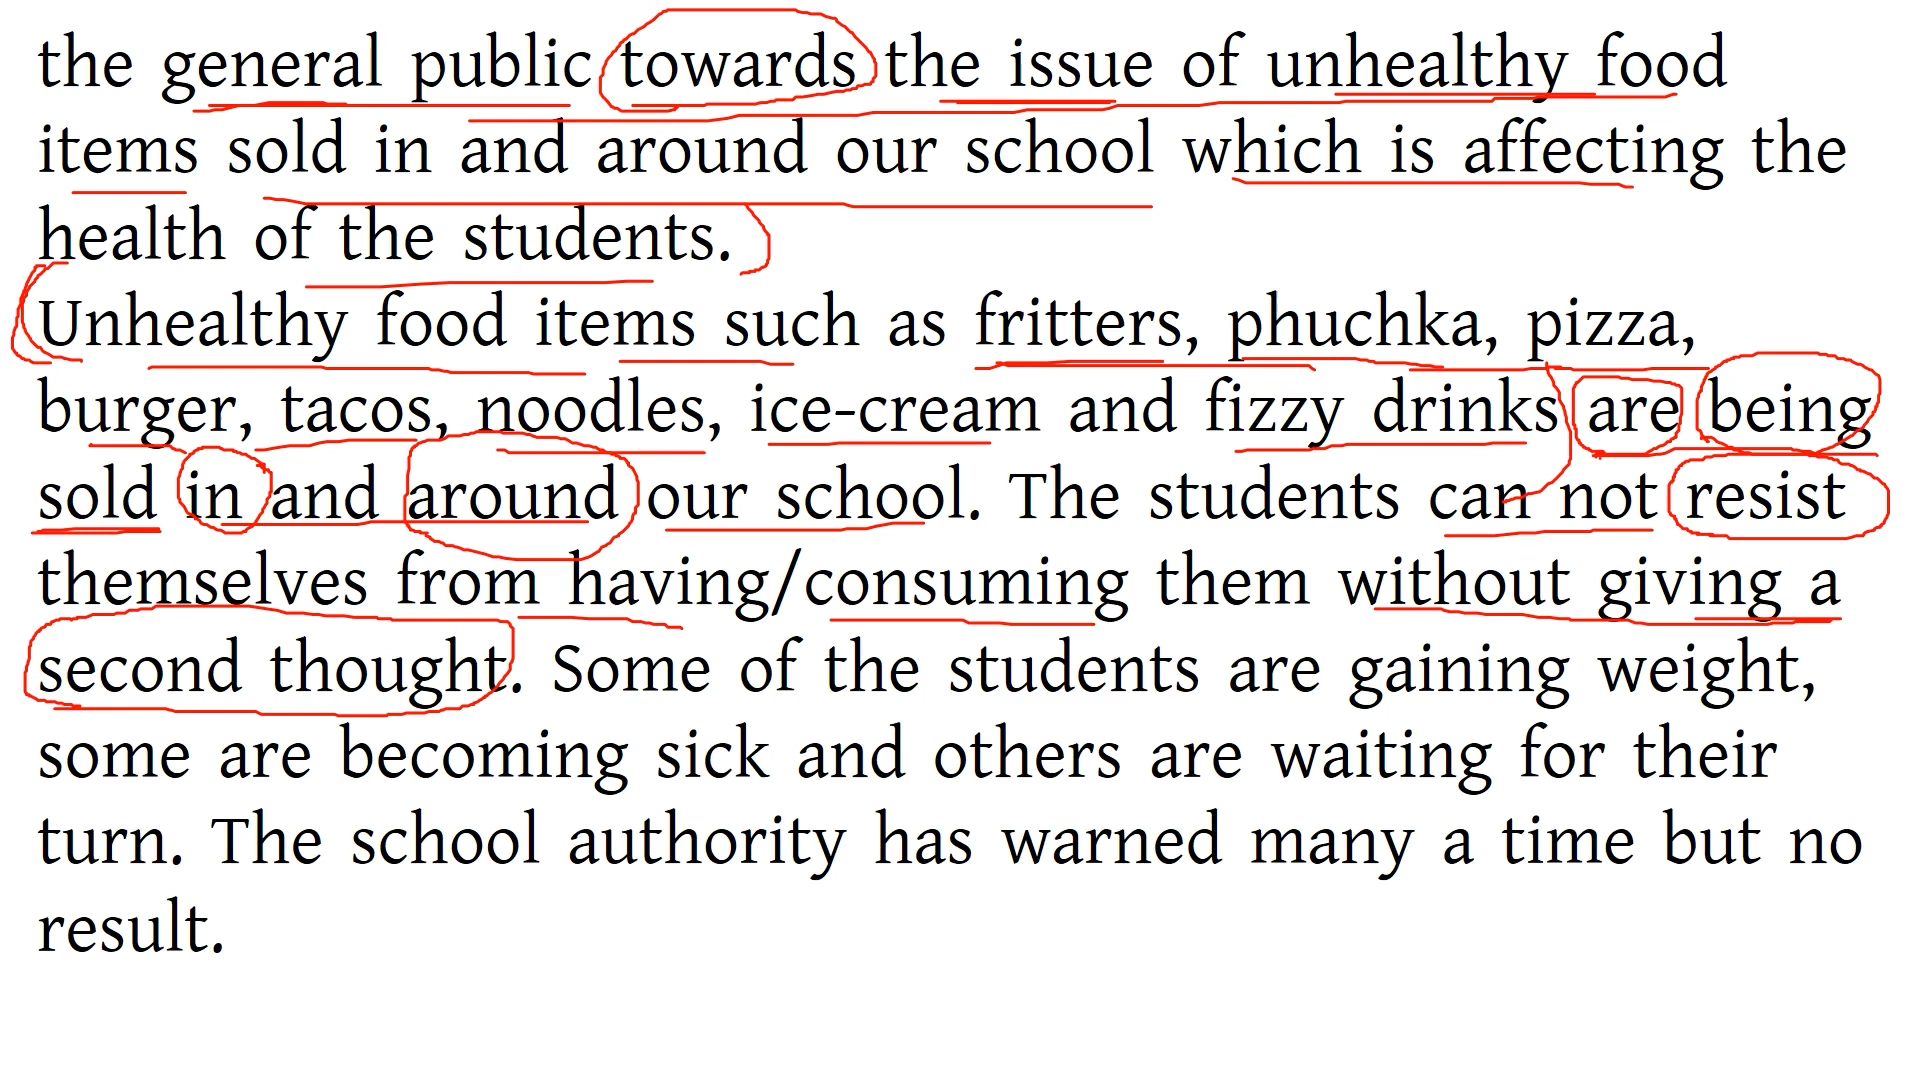 the general public towards the issue of unhealthy food
items sold in and around our school which is affecting the
health of the students.
Unhealthy food items such as fritters, phuchka, pizza,
burger, tacos, noodles, ice-cream and fizzy drinks are being
sold in and around our school. The students can not resist
themselves from having/consuming them without giving a
second thought. Some of the students are gaining weight,
some are becoming sick and others are waiting for their
turn. The school authority has warned many a time but no
result.